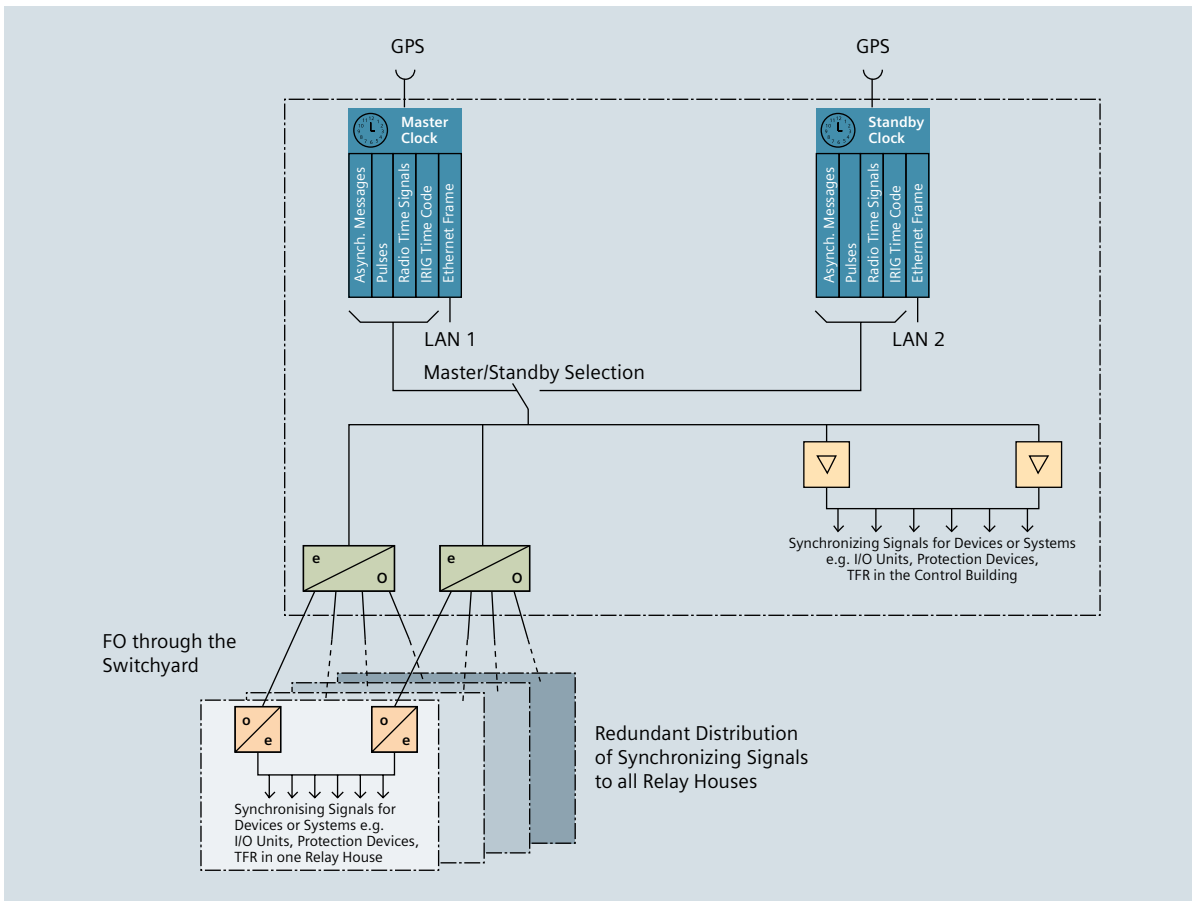 GPS
GPS
Master
Clock
Standby
Clock
Asynch. Messages
Pulses
Radio Time Signals
IRIG Time Code
Ethernet Frame
Asynch. Messages
Pulses
Radio Time Signals
IRIG Time Code
Ethernet Frame
LAN 1
LAN 2
Master/Standby Selection
Synchronizing Signals for Devices or Systems
e.g. I/O Units, Protection Devices,
TFR in the Control Building
e
O
e
O
FO through the
Switchyard
o
e
o
e
Redundant Distribution
of Synchronizing Signals
to all Relay Houses
Synchronising Signals for
Devices or Systems e.g.
I/O Units, Protection Devices,
TFR in one Relay House